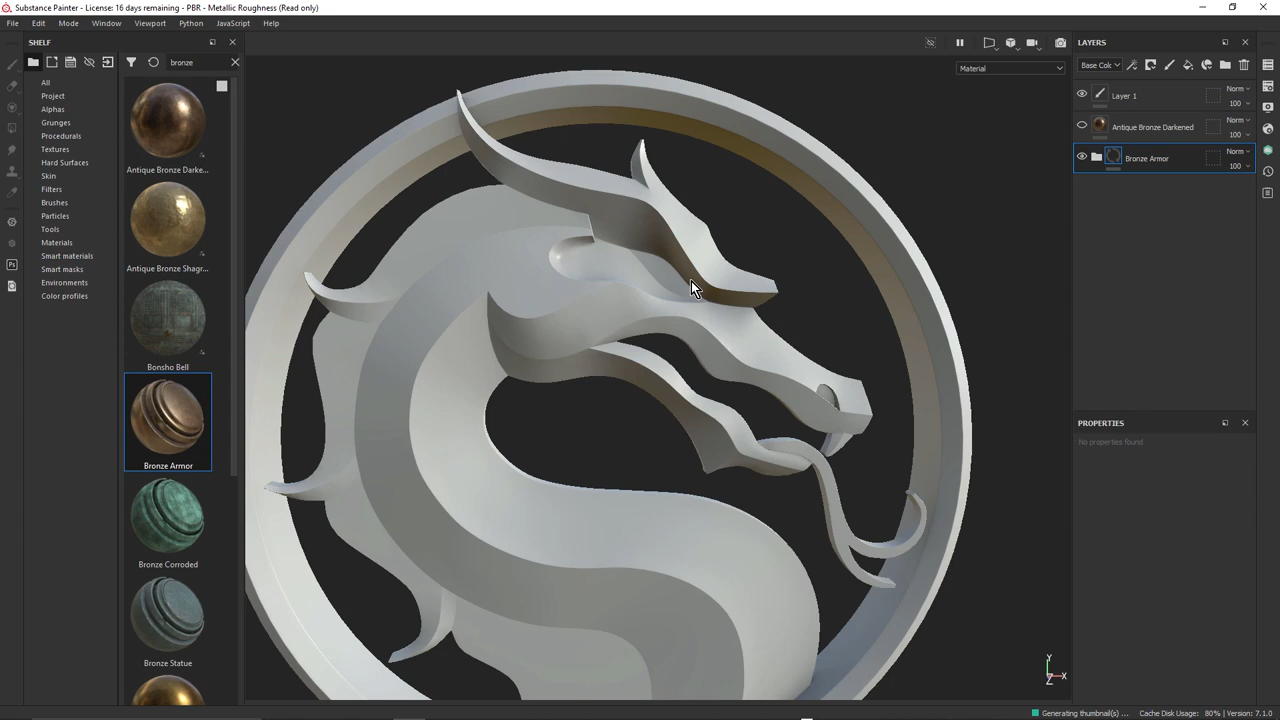 Substance Painter - License: 16 days remaining - PBR - Metallic Roughness (Read only)
File Edit Mode Window Viewport Python JavaScript Help
SHELF
bronze
All
Project
Alphas
Grunges
Procedurals
Textures
Hard Surfaces
Skin
Filters
Brushes
Particles
Tools
Materials
Smart materials
Smart masks
Environments
Color profiles
Antique Bronze Darke...
Antique Bronze Shagr...
Bonsho Bell
Bronze Armor
Bronze Corroded
Bronze Statue
Material
Y
X
Z
LAYERS
Base Colc
Layer 1
Norm
100
Antique Bronze Darkened
Norm
100
Bronze Armor
Norm
100
PROPERTIES
No properties found
Ps
Generating thumbnail(s) ... Cache Disk Usage: 80% | Version: 7.1.0